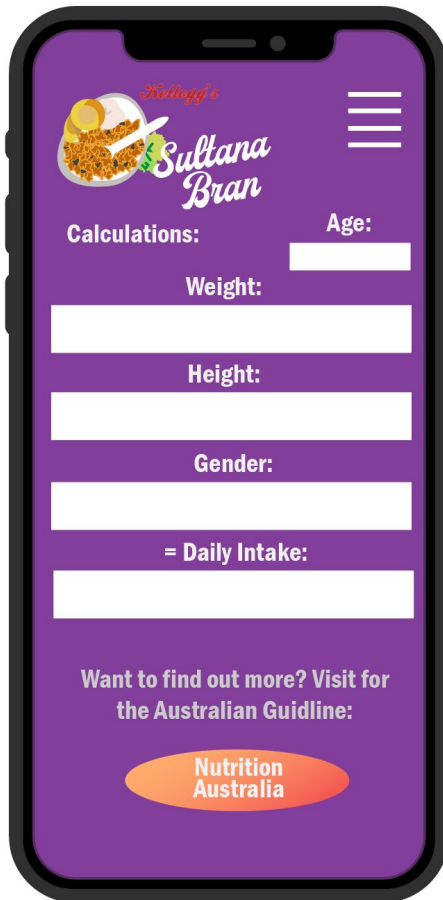 Kellogg's
Sultana
Bran
Calculations:
Age:
Weight:
Height:
Gender:
= Daily Intake:
Want to find out more? Visit for
the Australian Guidline:
Nutrition
Australia